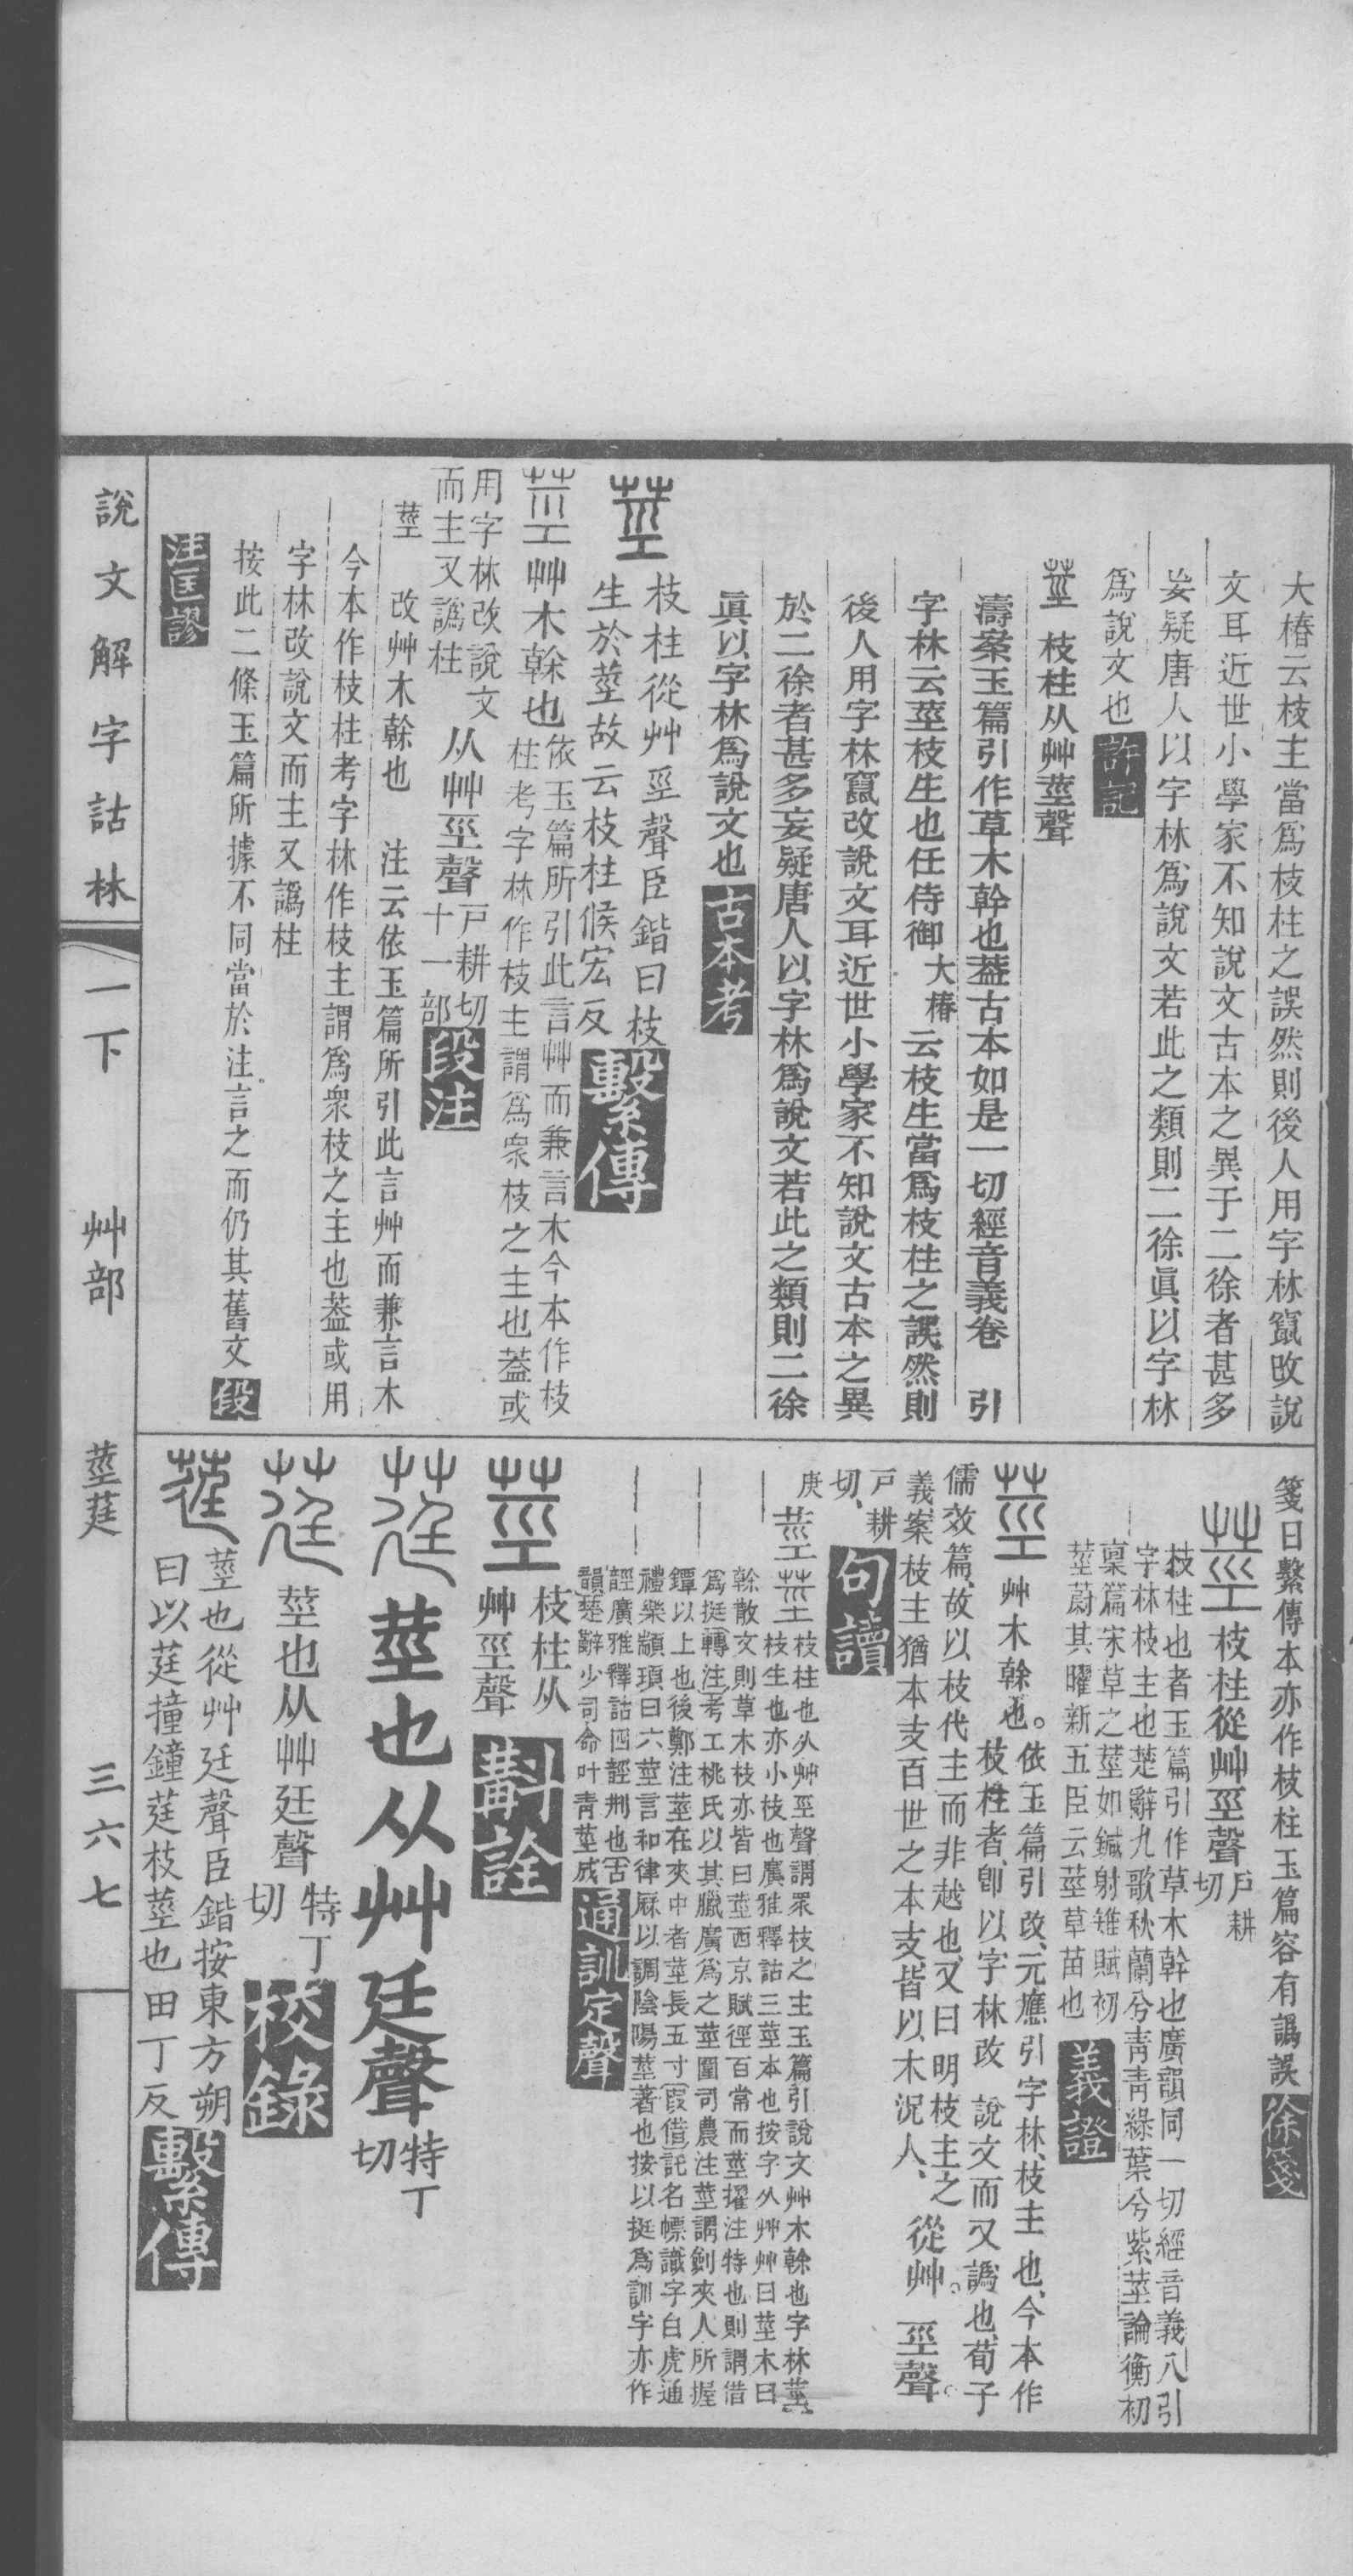 大椿云枝主當爲枝柱之誤然則後人用字林竄改說
文耳近世小學家不知說文古本之異于二徐者甚多
妄疑唐人以字林爲說文若此之類則二徐眞以字林
爲說文也許記
莖　枝柱从艸莖聲
濤案玉篇引作草木幹也葢古本如是一切經音義卷　引
字林云莖枝生也任侍御大椿云枝生當爲枝柱之誤然則
後人用字林竄改說文耳近世小學家不知說文古本之異
於二徐者甚多妄疑唐人以字林爲說文若此之類則二徐
眞以字林爲說文也古本考
莖枝柱從艸巠聲臣鍇曰枝
生於莖故云枝柱候宏反繫傳
莖艸木榦也依玉篇所引此言艸而兼言木今本作枝
柱考字林作枝主謂爲衆枝之主也葢或
用字林改說文
而主又譌柱从艸巠聲戶耕切
十一部段注
莖　改艸木榦也　注云依玉篇所引此言艸而兼言木
今本作枝柱考字林作枝主謂爲衆枝之主也葢或用
字林改說文而主又譌柱
按此二條玉篇所據不同當於注言之而仍其舊文段
注匡謬
箋曰繫傳本亦作枝柱玉篇容有譌誤徐箋
莖枝柱從艸巠聲戶耕
切
枝柱也者玉篇引作草木幹也廣韻同一切經音義八引
字林枝主也楚辭九歌秋蘭兮靑靑綠葉兮紫莖論衡初
稟篇宋草之莖如鍼射雉賦初
莖蔚其曜新五臣云莖草苗也義證
莖艸木榦也。依玉篇引改、元應引字林、枝主也、今本作
枝柱者、卽以字林改說文而又譌也、荀子
儒效篇、故以枝代主而非越也、又曰明枝主之
義、案枝主猶本支百世之本支、皆以木況人、從艸。巠聲。
戶耕
切、句讀
庚
莖莖枝柱也从艸巠聲謂眾枝之主玉篇引說文艸木榦也字林莖
枝生也亦小枝也廣雅釋詁三莖本也按字从艸艸曰莖木曰
榦散文則草木枝亦皆曰莖西京賦徑百常而莖擢注特也則謂借
爲挺轉注考工桃氏以其臘廣爲之莖圍司農注莖謂劍夾人所握
鐔以上也後鄭注莖在夾中者莖長五寸叚借託名幖識字白虎通
禮樂顓頊曰六莖言和律厤以調陰陽莖著也按以挺爲訓字亦作
誙廣雅釋詁四誙刑也古
韻楚辭少司命叶靑莖成通訓定聲
莖枝柱从
艸巠聲斠詮
莛莖也从艸廷聲特丁
切
莛莖也从艸廷聲特丁
切校錄
莛莖也從艸廷聲臣鍇按東方朔
曰以莛撞鐘莛枝莖也田丁反繫傳
說文解字詁林　一下　艸部　莖莛　三六七